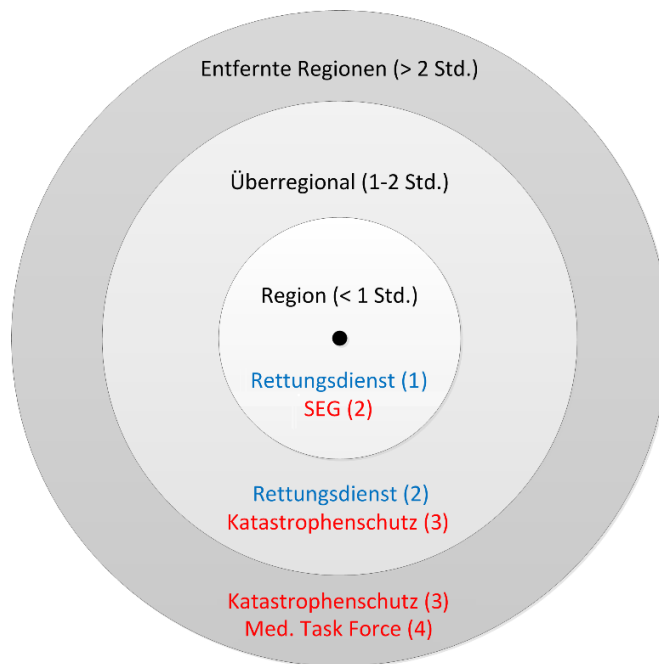 Entfernte Regionen (> 2 Std.)
Überregional (1-2 Std.)
Region (< 1 Std.)
Rettungsdienst (1)
SEG (2)
Rettungsdienst (2)
Katastrophenschutz (3)
Katastrophenschutz (3)
Med. Task Force (4)